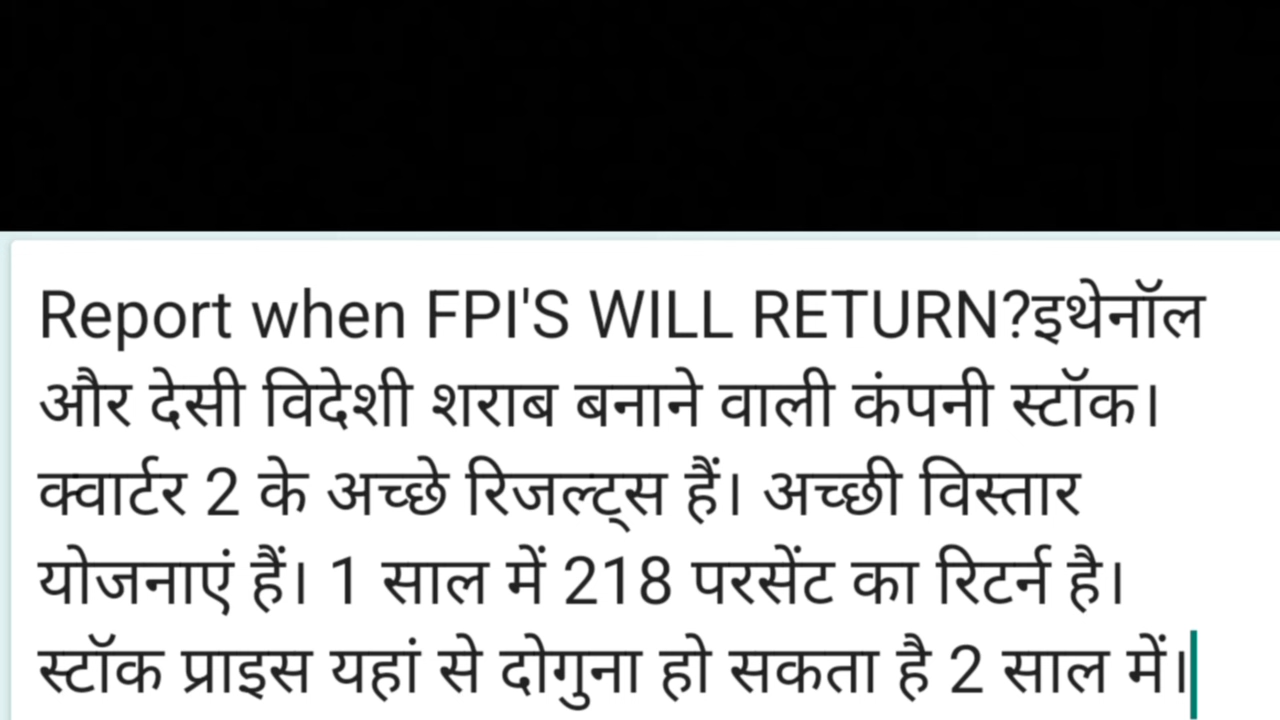 Report when FPI'S WILL RETURN?इथेनॉल
और देसी विदेशी शराब बनाने वाली कंपनी स्टॉक।
क्वार्टर 2 के अच्छे रिजल्ट्स हैं। अच्छी विस्तार
योजनाएं हैं। 1 साल में 218 परसेंट का रिटर्न है।
स्टॉक प्राइस यहां से दोगुना हो सकता है 2 साल में।